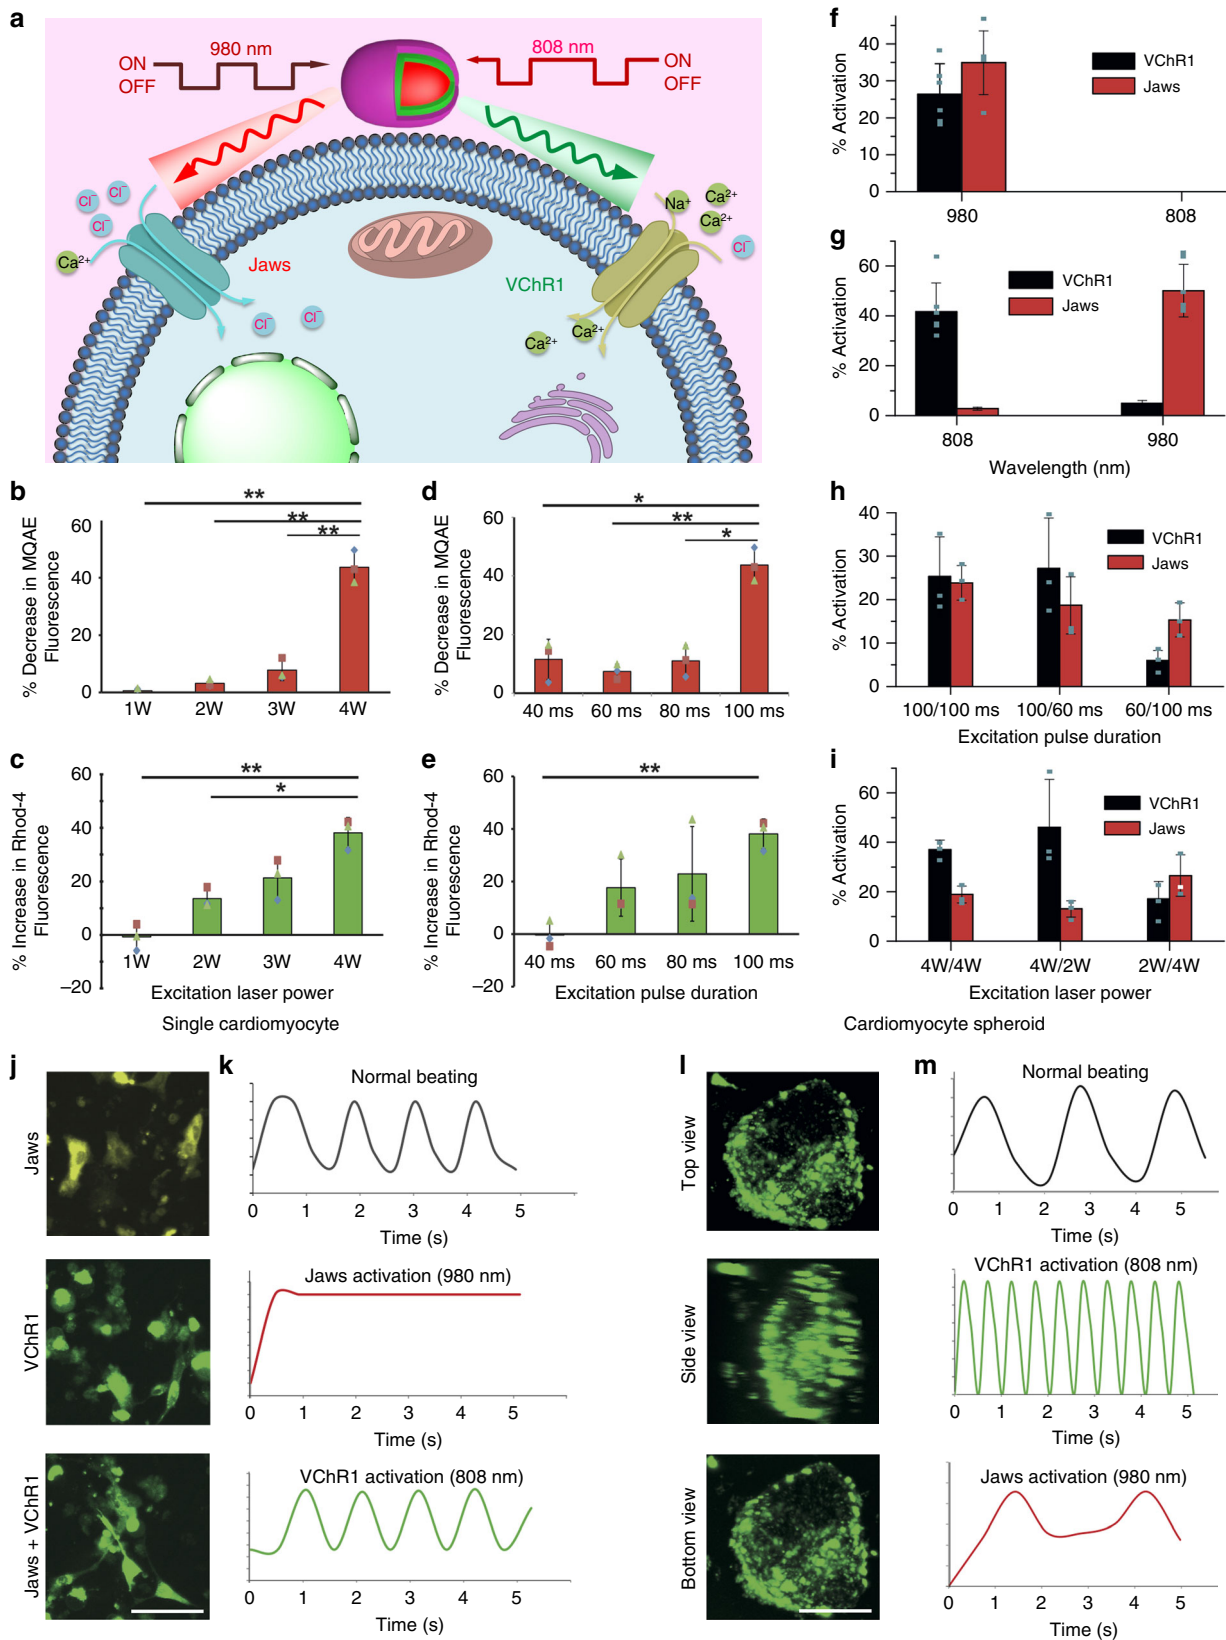 a
980 nm
808 nm
ON
OFF
ON
OFF
Cl⁻
Cl⁻
Cl⁻
Ca²⁺
Jaws
Cl⁻
Cl⁻
VChR1
Na⁺
Ca²⁺
Ca²⁺
Cl⁻
Ca²⁺
Ca²⁺
f
% Activation
40
30
20
10
0
VChR1
Jaws
980
808
g
% Activation
60
40
20
0
VChR1
Jaws
808
980
Wavelength (nm)
b
% Decrease in MQAE
Fluorescence
60
40
20
0
**
**
**
1W
2W
3W
4W
d
% Decrease in MQAE
Fluorescence
60
40
20
0
*
**
*
40 ms
60 ms
80 ms
100 ms
h
% Activation
40
30
20
10
0
VChR1
Jaws
100/100 ms
100/60 ms
60/100 ms
Excitation pulse duration
c
% Increase in Rhod-4
Fluorescence
60
40
20
0
–20
**
*
1W
2W
3W
4W
Excitation laser power
e
% Increase in Rhod-4
Fluorescence
60
40
20
0
–20
**
40 ms
60 ms
80 ms
100 ms
Excitation pulse duration
Single cardiomyocyte
i
% Activation
60
40
20
0
VChR1
Jaws
4W/4W
4W/2W
2W/4W
Excitation laser power
Cardiomyocyte spheroid
j
Jaws
VChR1
Jaws + VChR1
k
Normal beating
0 1 2 3 4 5
Time (s)
Jaws activation (980 nm)
0 1 2 3 4 5
Time (s)
VChR1 activation (808 nm)
0 1 2 3 4 5
Time (s)
l
Top view
Side view
Bottom view
m
Normal beating
0 1 2 3 4 5
Time (s)
VChR1 activation (808 nm)
0 1 2 3 4 5
Time (s)
Jaws activation (980 nm)
0 1 2 3 4 5
Time (s)